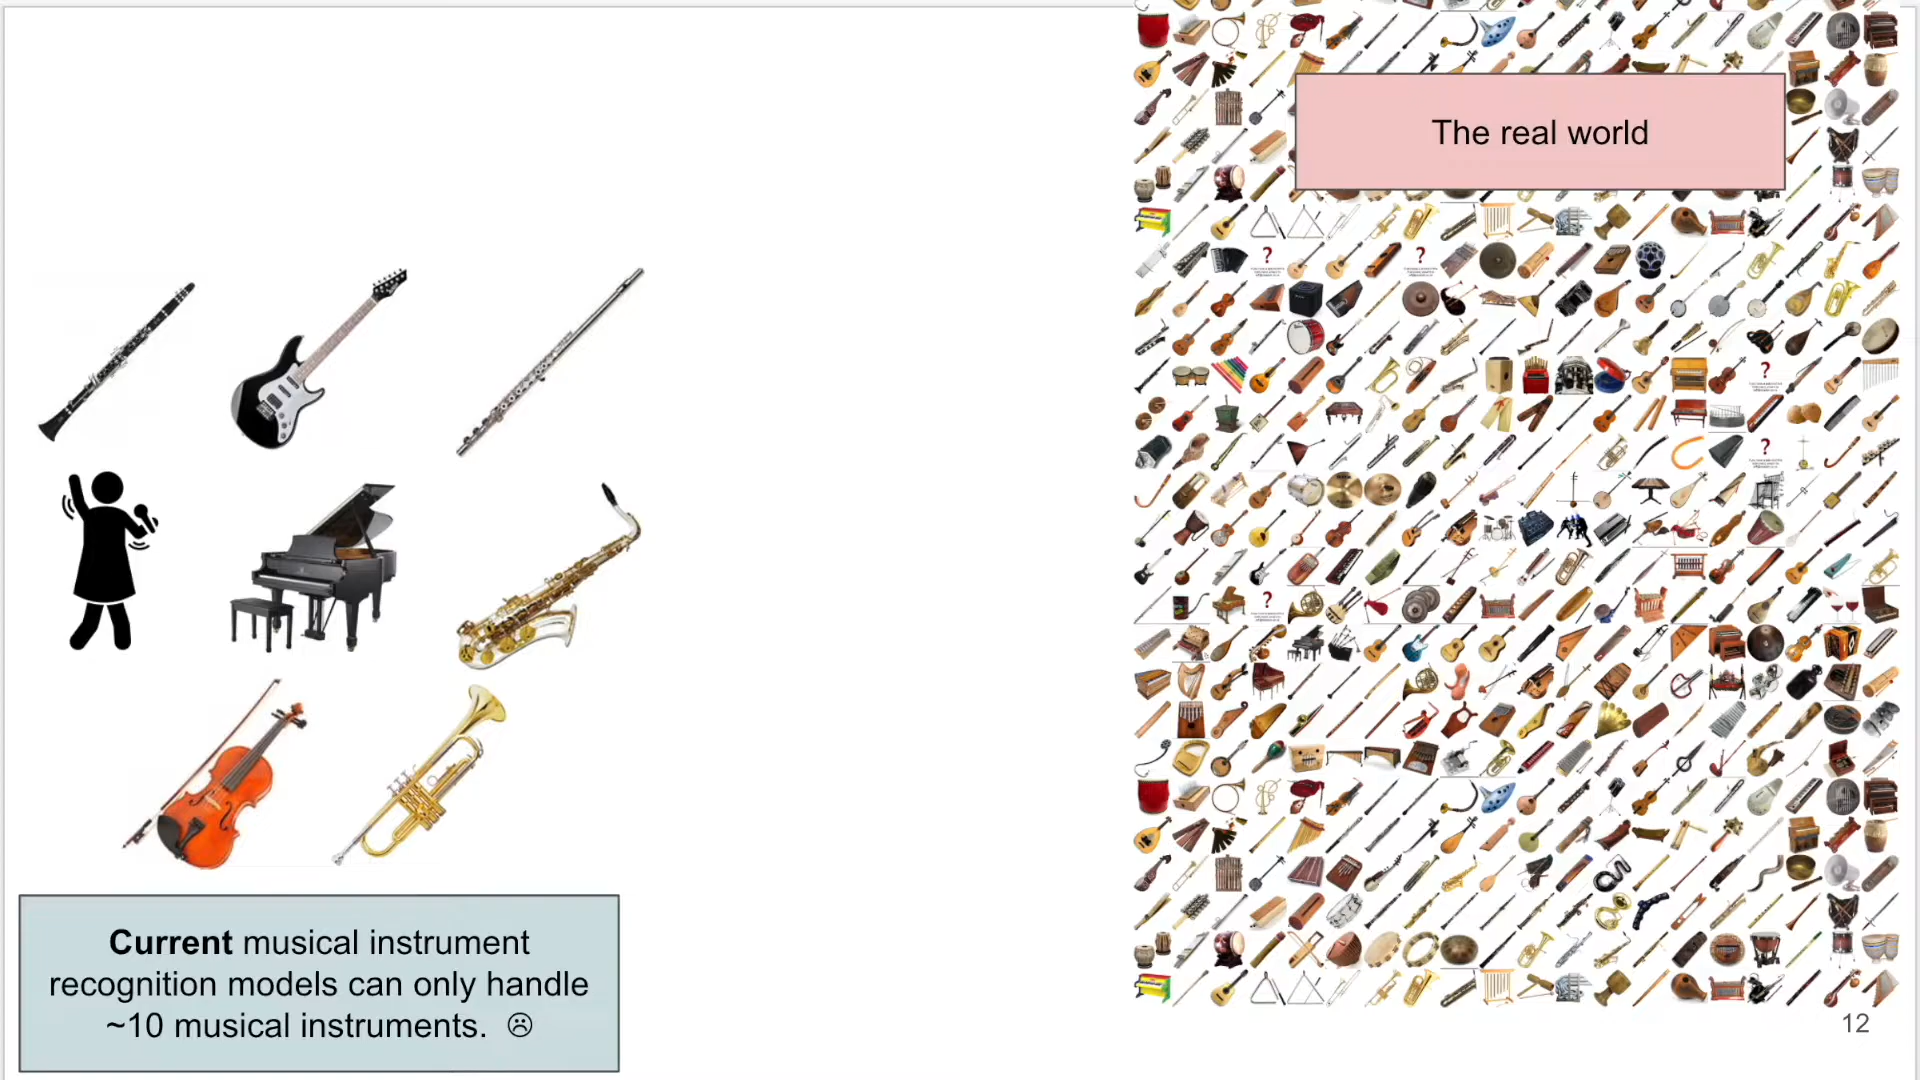 The real world
?
?
?
?
?
Current musical instrument
recognition models can only handle
~10 musical instruments. ☹
12